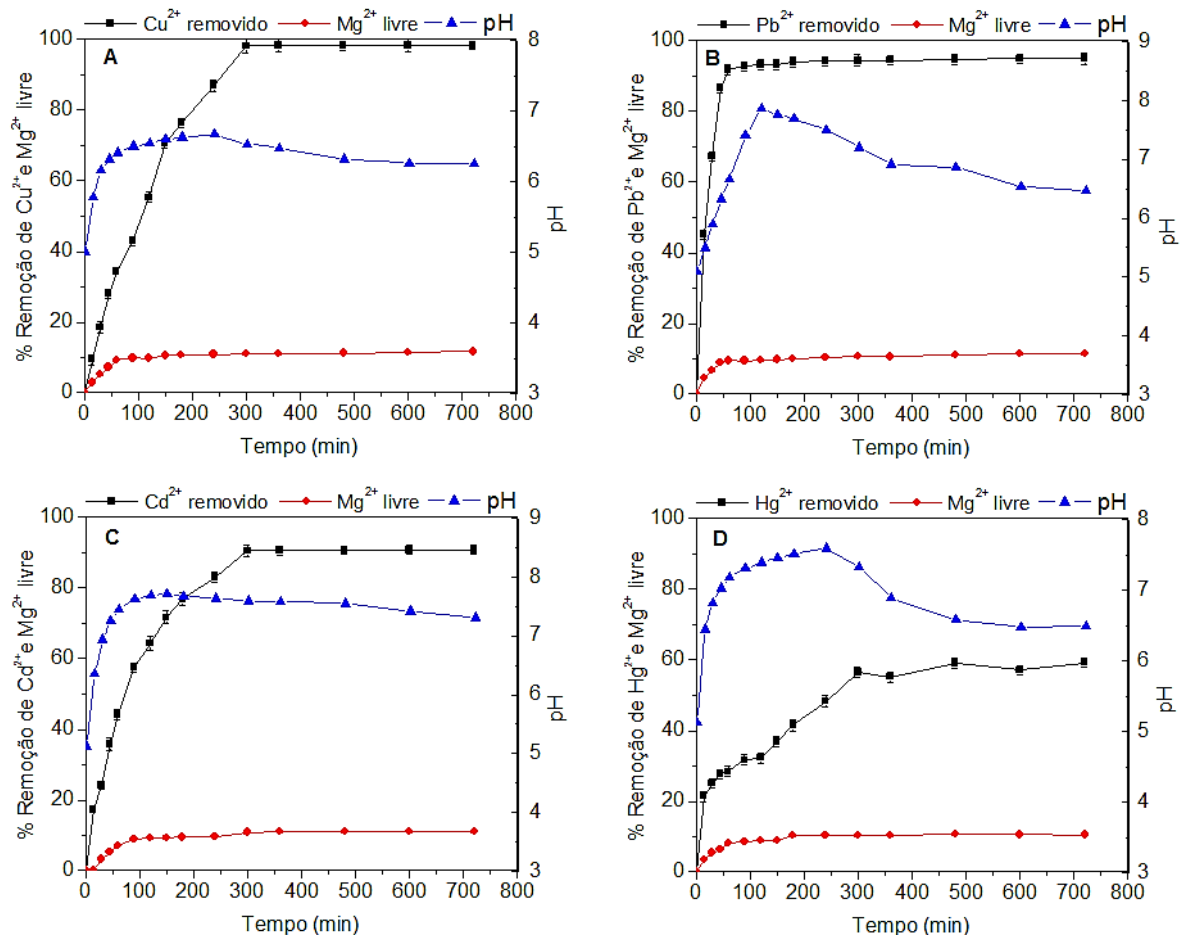 Cu²⁺ removido Mg²⁺ livre pH
A
% Remoção de Cu²⁺ e Mg²⁺ livre
100
80
60
40
20
0
8
7
6
5
4
3
pH
0 100 200 300 400 500 600 700 800
Tempo (min)
Pb²⁺ removido Mg²⁺ livre pH
B
% Remoção de Pb²⁺ e Mg²⁺ livre
100
80
60
40
20
0
9
8
7
6
5
4
3
pH
0 100 200 300 400 500 600 700 800
Tempo (min)
Cd²⁺ removido Mg²⁺ livre pH
C
% Remoção de Cd²⁺e Mg²⁺ livre
100
80
60
40
20
0
9
8
7
6
5
4
3
pH
0 100 200 300 400 500 600 700 800
Tempo (min)
Hg²⁺ removido Mg²⁺ livre pH
D
% Remoção de Hg²⁺e Mg²⁺ livre
100
80
60
40
20
0
8
7
6
5
4
3
pH
0 100 200 300 400 500 600 700 800
Tempo (min)